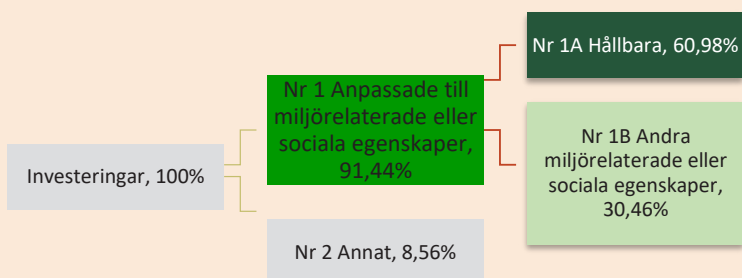 Investeringar, 100%
Nr 1 Anpassade till
miljörelaterade eller
sociala egenskaper,
91,44%
Nr 2 Annat, 8,56%
Nr 1A Hållbara, 60,98%
Nr 1B Andra
miljörelaterade eller
sociala egenskaper,
30,46%